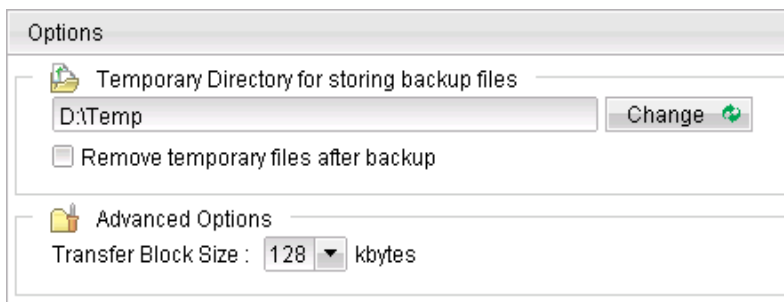 Options
Temporary Directory for storing backup files
D:\Temp Change
Remove temporary files after backup
Advanced Options
Transfer Block Size : 128 kbytes